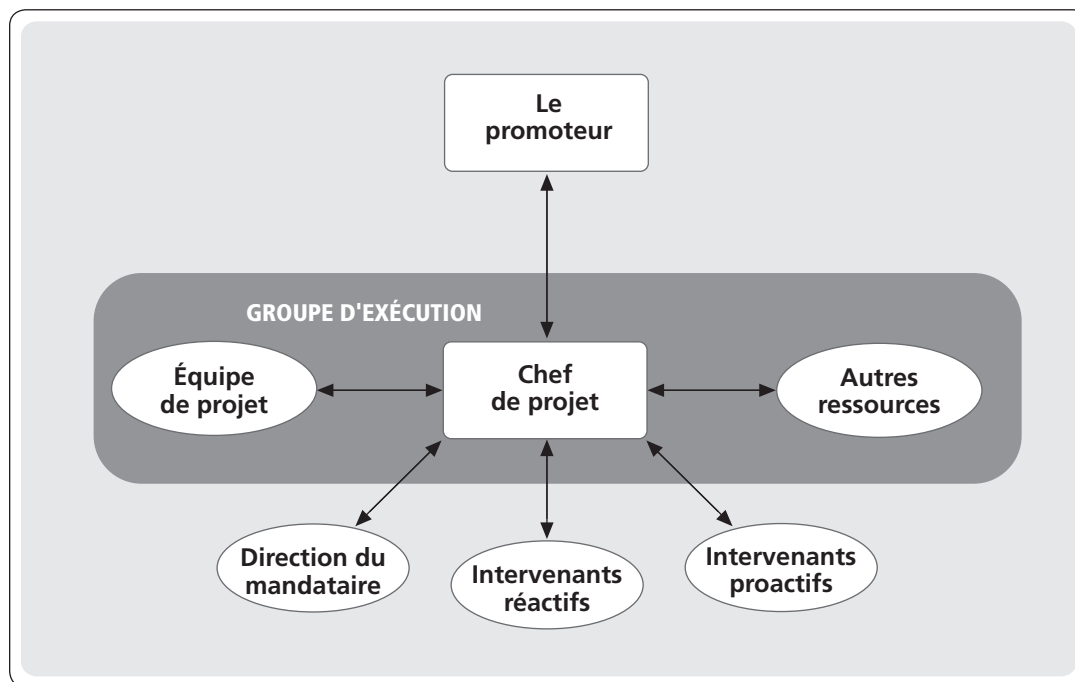 Le
promoteur
GROUPE D'EXÉCUTION
Équipe
de projet
Chef
de projet
Autres
ressources
Direction du
mandataire
Intervenants
réactifs
Intervenants
proactifs